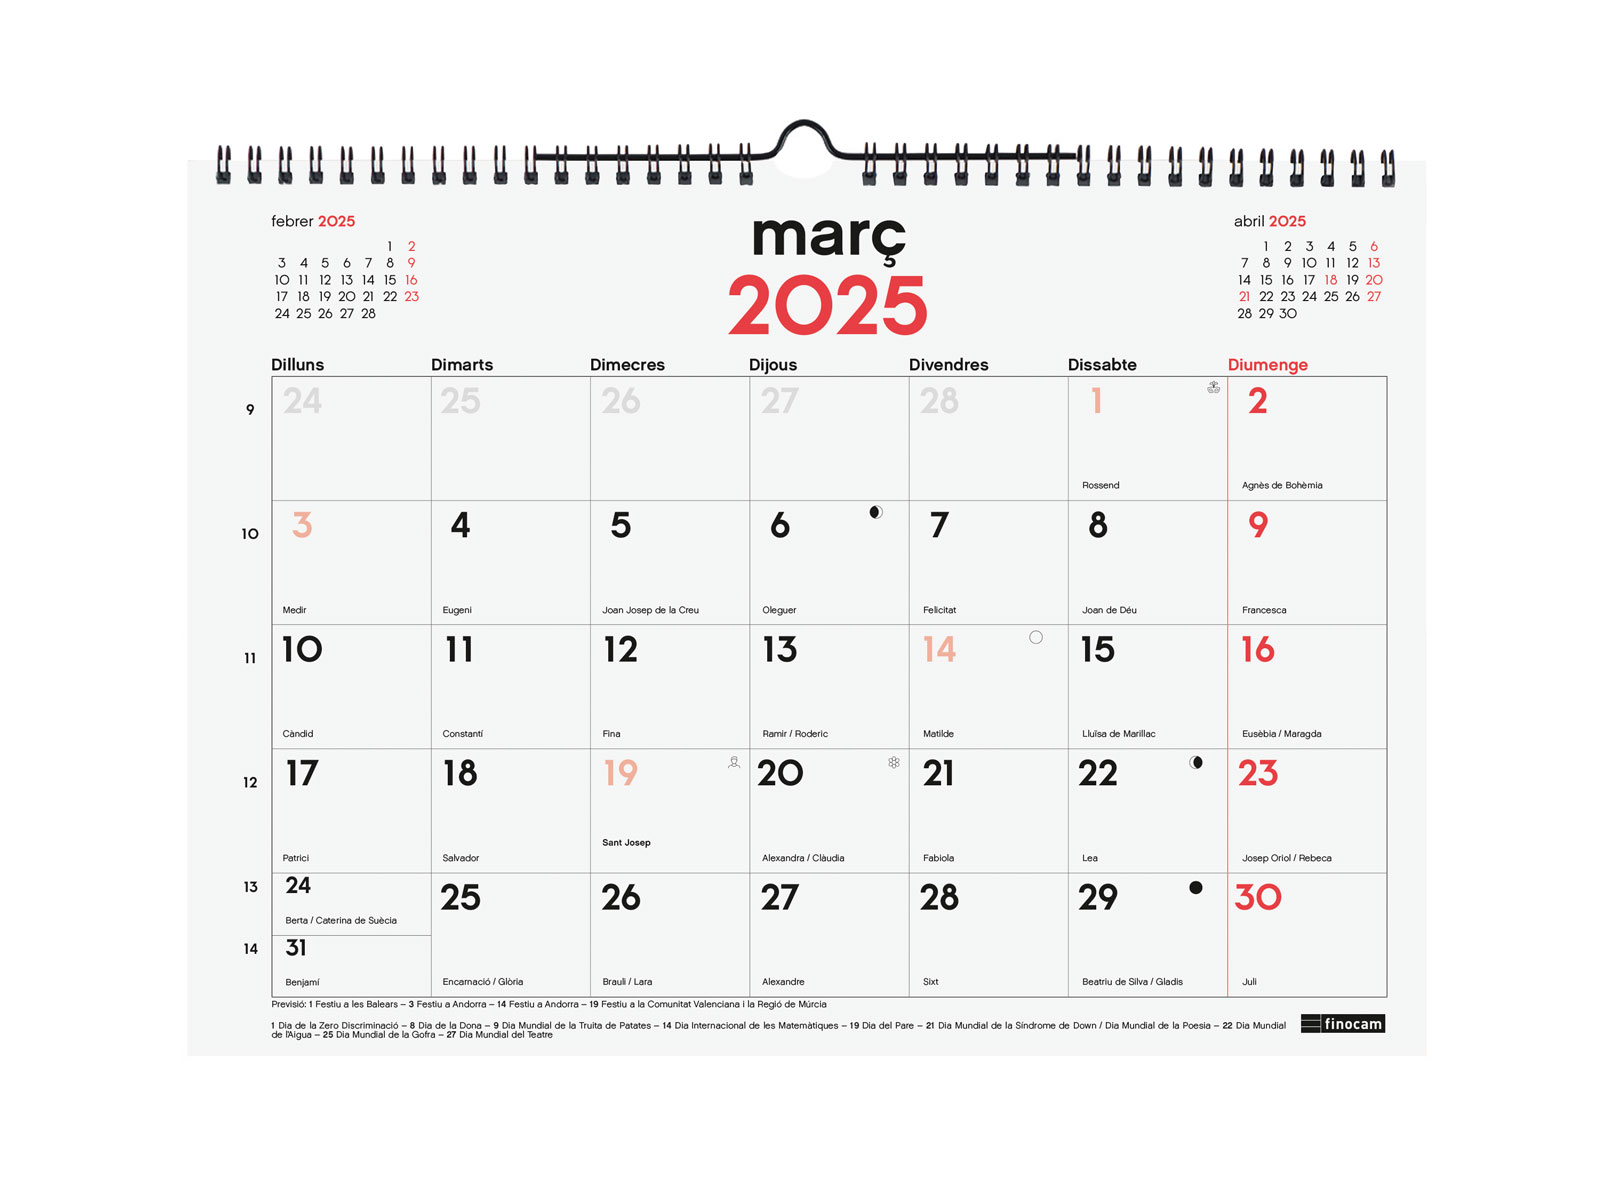 febrer 2025
1 2
3 4 5 6 7 8 9
10 11 12 13 14 15 16
17 18 19 20 21 22 23
24 25 26 27 28
març
2025
abril 2025
1 2 3 4 5 6
7 8 9 10 11 12 13
14 15 16 17 18 19 20
21 22 23 24 25 26 27
28 29 30
Dilluns Dimarts Dimecres Dijous Divendres Dissabte Diumenge
9 24 25 26 27 28 1 2
Rossend Agnès de Bohèmia
10 3 4 5 6 7 8 9
Medir Eugeni Joan Josep de la Creu Oleguer Felicitat Joan de Déu Francesca
11 10 11 12 13 14 15 16
Càndid Constantí Fina Ramir / Roderic Matilde Lluïsa de Marillac Eusèbia / Maragda
12 17 18 19 20 21 22 23
Sant Josep
Patrici Salvador Alexandra / Clàudia Fabiola Lea Josep Oriol / Rebeca
13 24 25 26 27 28 29 30
Berta / Caterina de Suècia
14 31
Benjamí Encarnació / Glòria Brauli / Lara Alexandre Sixt Beatriu de Silva / Gladis Juli
Previsió: 1 Festiu a les Balears – 3 Festiu a Andorra – 14 Festiu a Andorra – 19 Festiu a la Comunitat Valenciana i la Regió de Múrcia
1 Dia de la Zero Discriminació – 8 Dia de la Dona – 9 Dia Mundial de la Truita de Patates – 14 Dia Internacional de les Matemàtiques – 19 Dia del Pare – 21 Dia Mundial de la Síndrome de Down / Dia Mundial de la Poesia – 22 Dia Mundial
de l'Aigua – 25 Dia Mundial de la Gofra – 27 Dia Mundial del Teatre
finocam